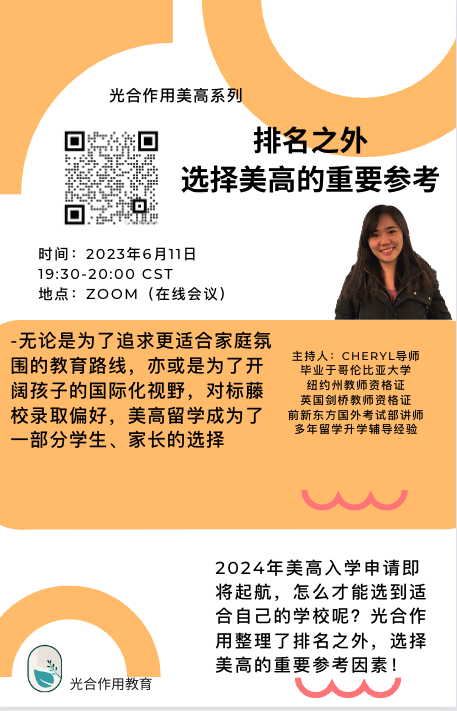 光合作用美高系列
排名之外
选择美高的重要参考
时间：2023年6月11日
19:30-20:00 CST
地点：ZOOM（在线会议）
-无论是为了追求更适合家庭氛
围的教育路线，亦或是为了开
阔孩子的国际化视野，对标藤
校录取偏好，美高留学成为了
一部分学生、家长的选择
主持人：CHERYL导师
毕业于哥伦比亚大学
纽约州教师资格证
英国剑桥教师资格证
前新东方国外考试部讲师
多年留学升学辅导经验
2024年美高入学申请即
将起航，怎么才能选到适
合自己的学校呢？光合作
用整理了排名之外，选择
美高的重要参考因素！
光合作用教育